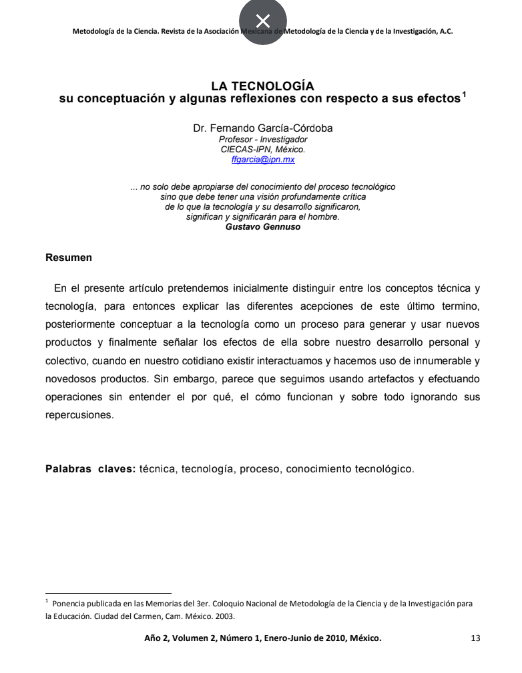 Metodología de la Ciencia. Revista de la Asociación de Metodología de la Ciencia y de la Investigación, A.C.
LA TECNOLOGÍA
su conceptuación y algunas reflexiones con respecto a sus efectos¹
Dr. Fernando García-Córdoba
Profesor - Investigador
CIECAS-IPN, México.
ffgarcia@ipn.mx
... no solo debe apropiarse del conocimiento del proceso tecnológico
sino que debe tener una visión profundamente crítica
de lo que la tecnología y su desarrollo significaron,
significan y significarán para el hombre.
Gustavo Gennuso
Resumen
En el presente artículo pretendemos inicialmente distinguir entre los conceptos técnica y
tecnología, para entonces explicar las diferentes acepciones de este último termino,
posteriormente conceptuar a la tecnología como un proceso para generar y usar nuevos
productos y finalmente señalar los efectos de ella sobre nuestro desarrollo personal y
colectivo, cuando en nuestro cotidiano existir interactuamos y hacemos uso de innumerable y
novedosos productos. Sin embargo, parece que seguimos usando artefactos y efectuando
operaciones sin entender el por qué, el cómo funcionan y sobre todo ignorando sus
repercusiones.
Palabras claves: técnica, tecnología, proceso, conocimiento tecnológico.
¹ Ponencia publicada en las Memorias del 3er. Coloquio Nacional de Metodología de la Ciencia y de la Investigación para
la Educación. Ciudad del Carmen, Cam. México. 2003.
Año 2, Volumen 2, Número 1, Enero-Junio de 2010, México. 13